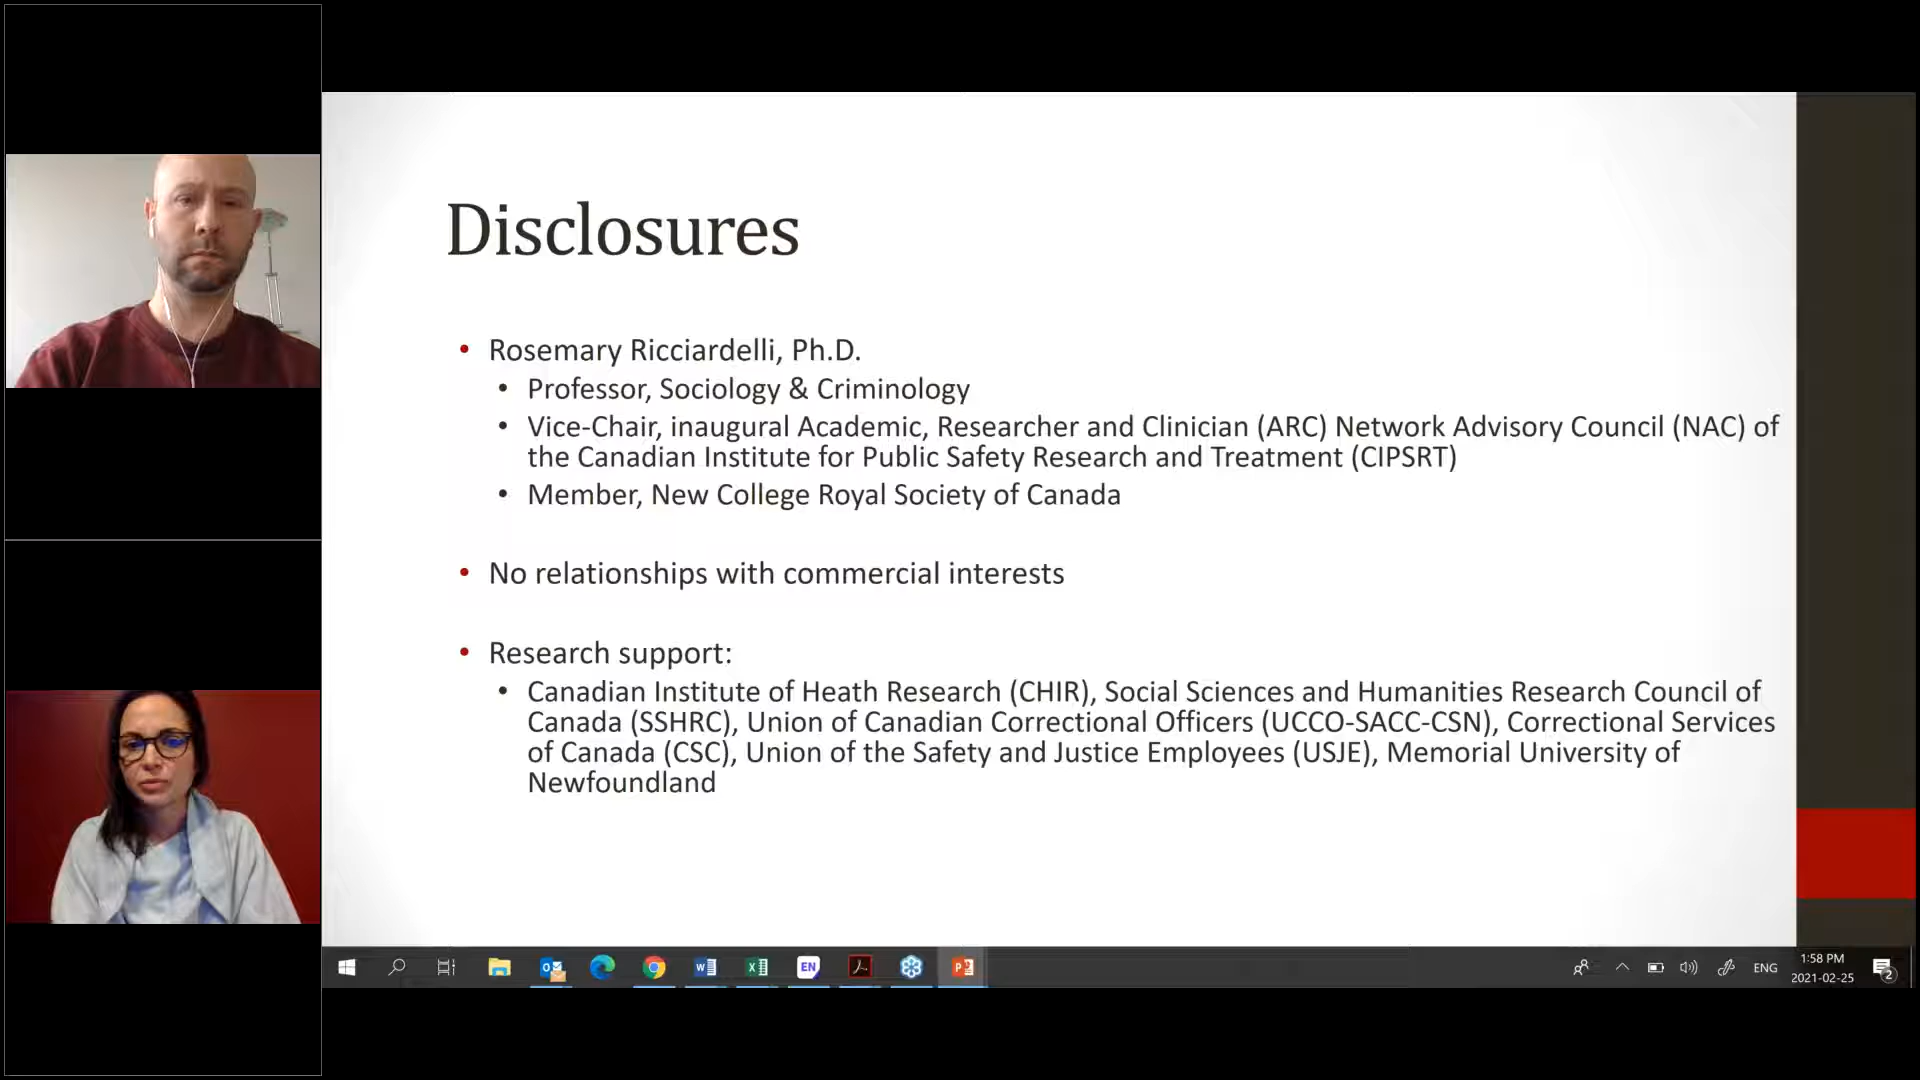 Disclosures
• Rosemary Ricciardelli, Ph.D.
• Professor, Sociology & Criminology
• Vice-Chair, inaugural Academic, Researcher and Clinician (ARC) Network Advisory Council (NAC) of
the Canadian Institute for Public Safety Research and Treatment (CIPSRT)
• Member, New College Royal Society of Canada
• No relationships with commercial interests
• Research support:
• Canadian Institute of Heath Research (CHIR), Social Sciences and Humanities Research Council of
Canada (SSHRC), Union of Canadian Correctional Officers (UCCO-SACC-CSN), Correctional Services
of Canada (CSC), Union of the Safety and Justice Employees (USJE), Memorial University of
Newfoundland
EN
ENG
1:58 PM
2021-02-25
2